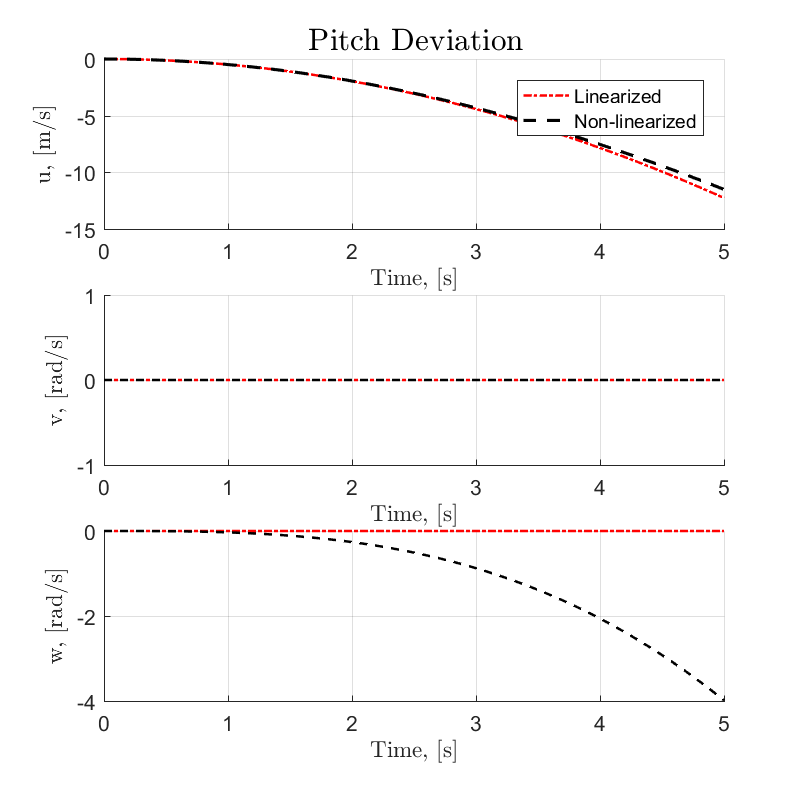 Pitch Deviation
0
-5
-10
-15
u, [m/s]
Linearized
Non-linearized
0 1 2 3 4 5
Time, [s]
1
0
-1
v, [rad/s]
0 1 2 3 4 5
Time, [s]
0
-2
-4
w, [rad/s]
0 1 2 3 4 5
Time, [s]